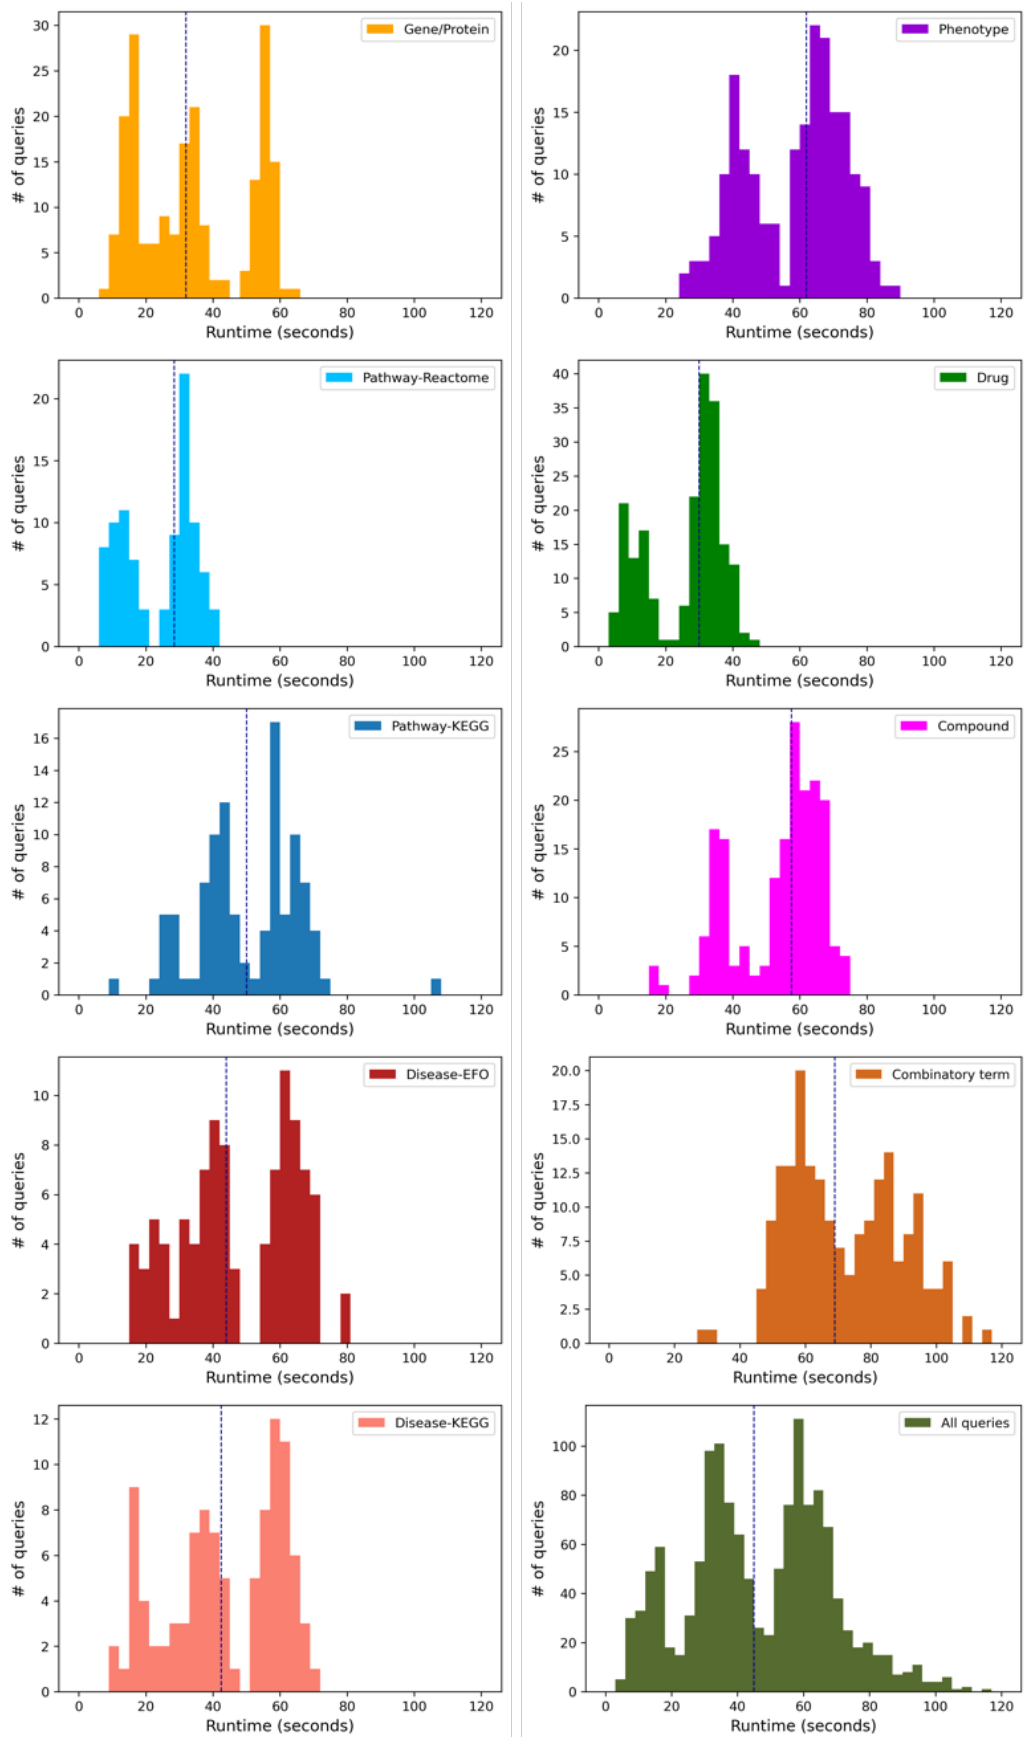 Gene/Protein
# of queries
30
25
20
15
10
5
0
0 20 40 60 80 100 120
Runtime (seconds)
Phenotype
# of queries
20
15
10
5
0
0 20 40 60 80 100 120
Runtime (seconds)
Pathway-Reactome
# of queries
20
15
10
5
0
0 20 40 60 80 100 120
Runtime (seconds)
Drug
# of queries
40
35
30
25
20
15
10
5
0
0 20 40 60 80 100 120
Runtime (seconds)
Pathway-KEGG
# of queries
16
14
12
10
8
6
4
2
0
0 20 40 60 80 100 120
Runtime (seconds)
Compound
# of queries
25
20
15
10
5
0
0 20 40 60 80 100 120
Runtime (seconds)
Disease-EFO
# of queries
10
8
6
4
2
0
0 20 40 60 80 100 120
Runtime (seconds)
Combinatory term
# of queries
20.0
17.5
15.0
12.5
10.0
7.5
5.0
2.5
0.0
0 20 40 60 80 100 120
Runtime (seconds)
Disease-KEGG
# of queries
12
10
8
6
4
2
0
0 20 40 60 80 100 120
Runtime (seconds)
All queries
# of queries
100
80
60
40
20
0
0 20 40 60 80 100 120
Runtime (seconds)